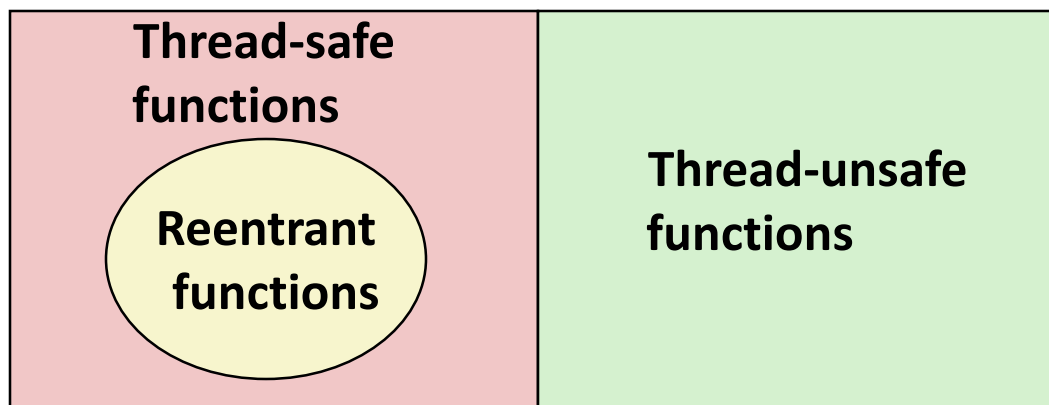 Thread-safe
functions
Reentrant
functions
Thread-unsafe
functions